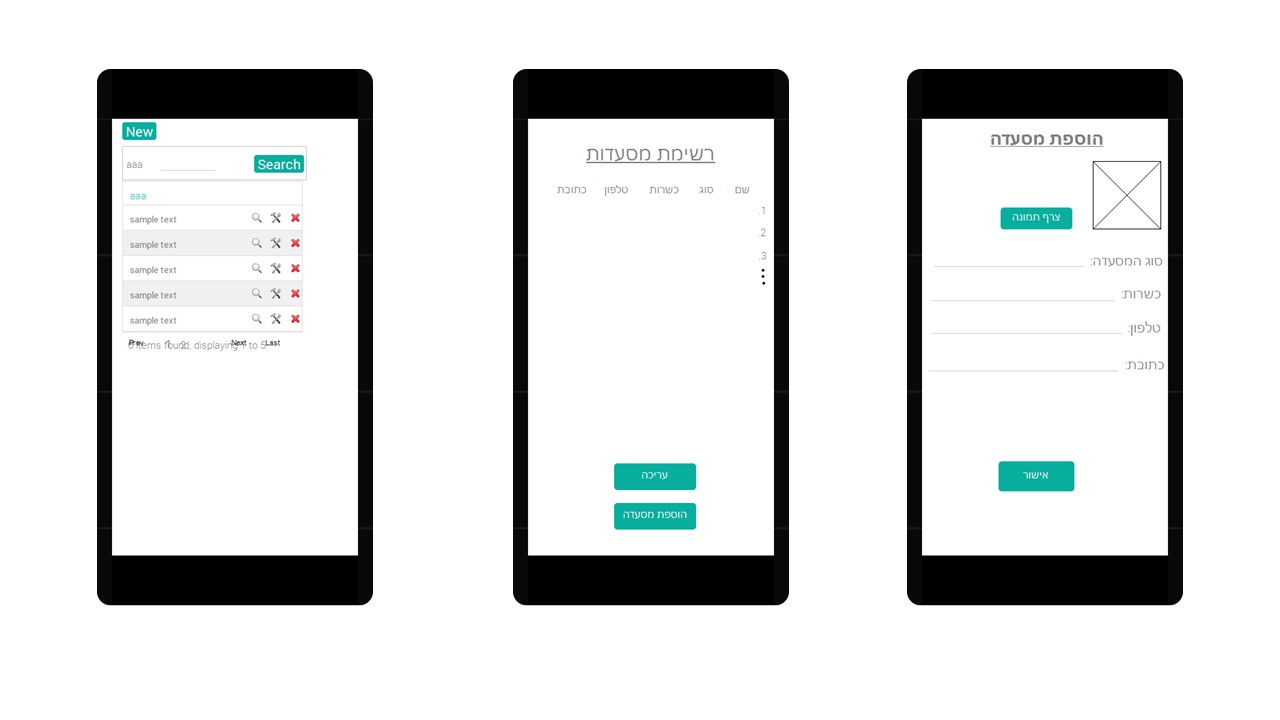 New
aaa Search
aaa
sample text
sample text
sample text
sample text
sample text
Prev 1 2 Next Last
items found, displaying 1 to 5.
רשימת מסעדות
שם סוג כשרות טלפון כתובת
1.
2.
3.
עריכה
הוספת מסעדה
הוספת מסעדה
צרף תמונה
סוג המסעדה:
כשרות:
טלפון:
כתובת:
אישור